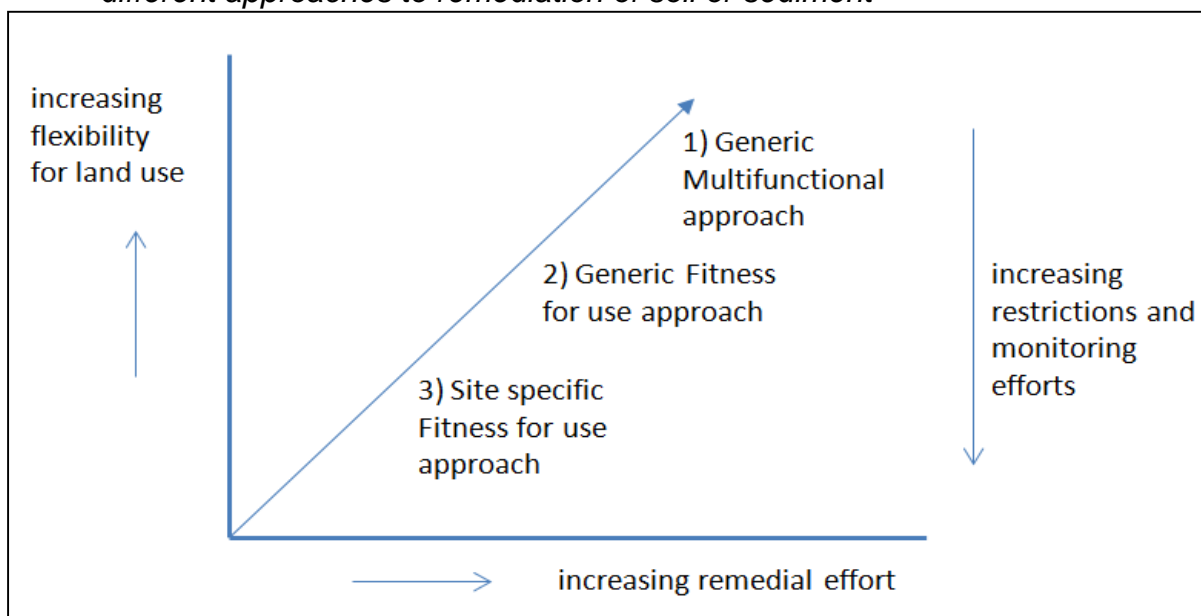 different approaches to remediation of soil or sediment
increasing
flexibility
for land use
1) Generic
Multifunctional
approach
2) Generic Fitness
for use approach
3) Site specific
Fitness for use
approach
increasing
restrictions and
monitoring
efforts
increasing remedial effort